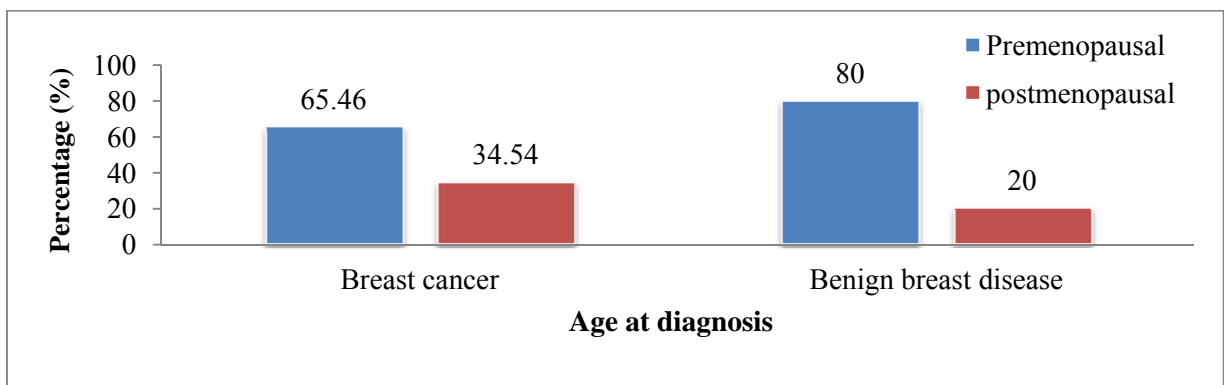 Premenopausal
postmenopausal
Percentage (%)
100
80
60
40
20
0
65.46
34.54
80
20
Breast cancer
Benign breast disease
Age at diagnosis